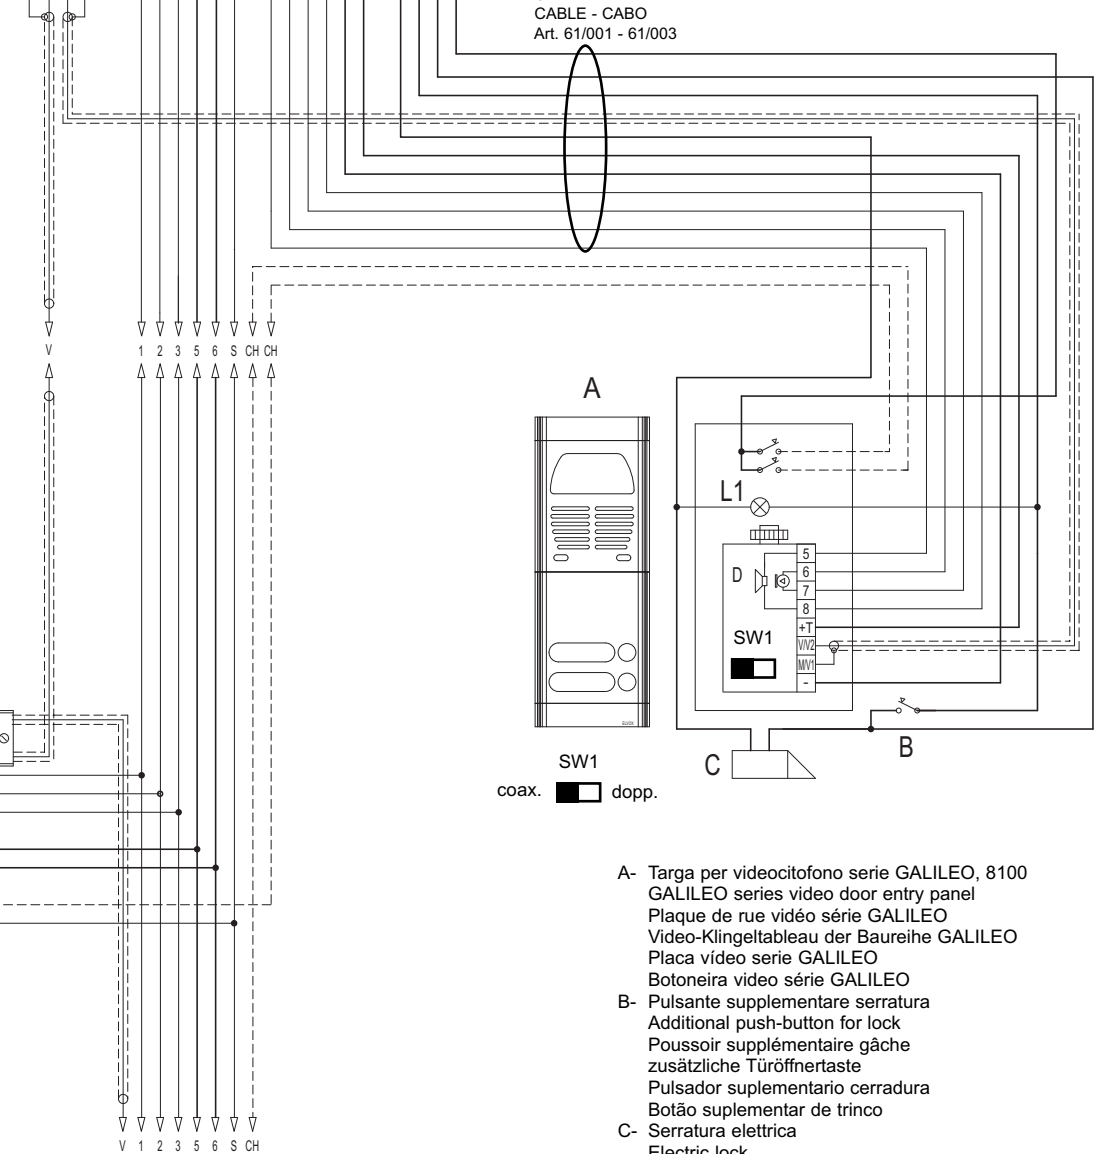 CABLE - CABO
Art. 61/001 - 61/003
V 1 2 3 5 6 S CH CH
A
L1
5
D 6
7
8
+T
SW1 V/V2
M/V1
-
B
C
SW1
coax. dopp.
A- Targa per videocitofono serie GALILEO, 8100
GALILEO series video door entry panel
Plaque de rue vidéo série GALILEO
Video-Klingeltableau der Baureihe GALILEO
Placa vídeo serie GALILEO
Botoneira video série GALILEO
B- Pulsante supplementare serratura
Additional push-button for lock
Poussoir supplémentaire gâche
zusätzliche Türöffnertaste
Pulsador suplementario cerradura
Botão suplementar de trinco
C- Serratura elettrica
Electric lock
V 1 2 3 5 6 S CH